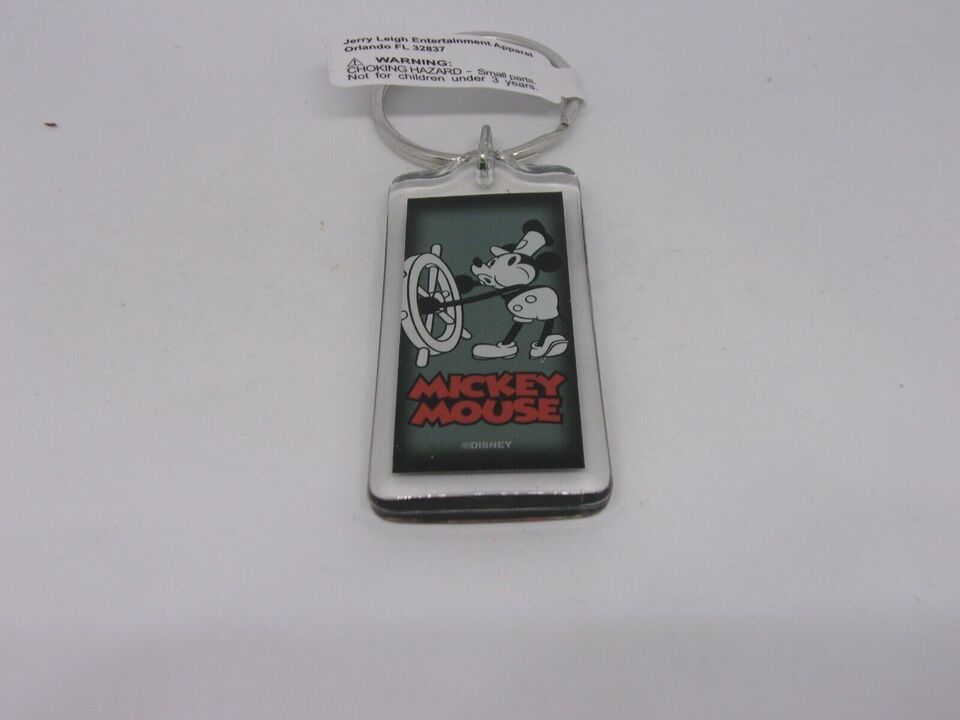 Jerry Leigh Entertainment Apparel
Orlando FL 32837
⚠ WARNING:
CHOKING HAZARD - Small parts.
Not for children under 3 years.
MICKEY
MOUSE
©DISNEY